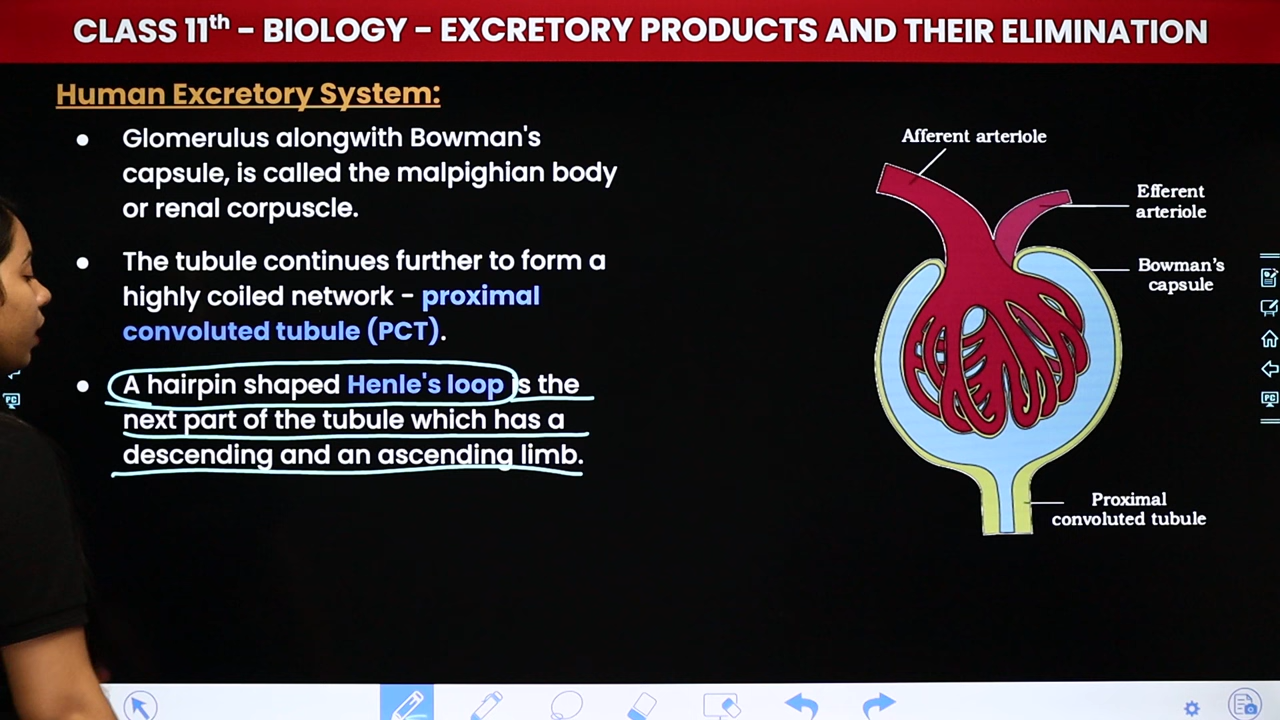 CLASS 11th - BIOLOGY - EXCRETORY PRODUCTS AND THEIR ELIMINATION
Human Excretory System:
● Glomerulus alongwith Bowman's
capsule, is called the malpighian body
or renal corpuscle.
● The tubule continues further to form a
highly coiled network - proximal
convoluted tubule (PCT).
● A hairpin shaped Henle's loop is the
next part of the tubule which has a
descending and an ascending limb.
Afferent arteriole
Efferent
arteriole
Bowman's
capsule
Proximal
convoluted tubule
PC
PC